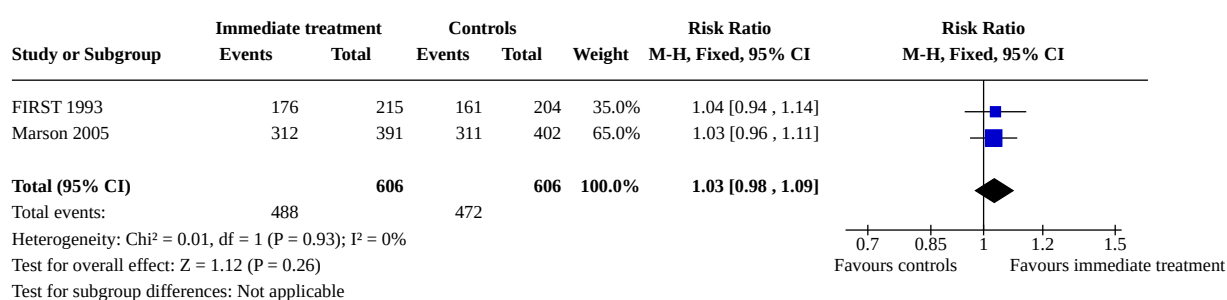 Immediate treatment Controls Risk Ratio Risk Ratio
Study or Subgroup Events Total Events Total Weight M-H, Fixed, 95% CI M-H, Fixed, 95% CI
FIRST 1993 176 215 161 204 35.0% 1.04 [0.94 , 1.14]
Marson 2005 312 391 311 402 65.0% 1.03 [0.96 , 1.11]
Total (95% CI) 606 606 100.0% 1.03 [0.98 , 1.09]
Total events: 488 472
Heterogeneity: Chi² = 0.01, df = 1 (P = 0.93); I² = 0%
Test for overall effect: Z = 1.12 (P = 0.26)
Test for subgroup differences: Not applicable
0.7 0.85 1 1.2 1.5
Favours controls Favours immediate treatment